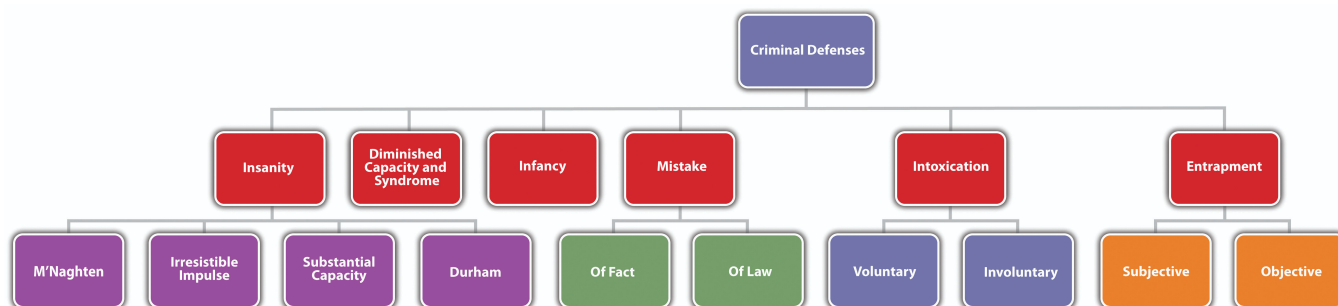 Criminal Defenses
Insanity
Diminished
Capacity and
Syndrome
Infancy
Mistake
Intoxication
Entrapment
M’Naghten
Irresistible
Impulse
Substantial
Capacity
Durham
Of Fact
Of Law
Voluntary
Involuntary
Subjective
Objective